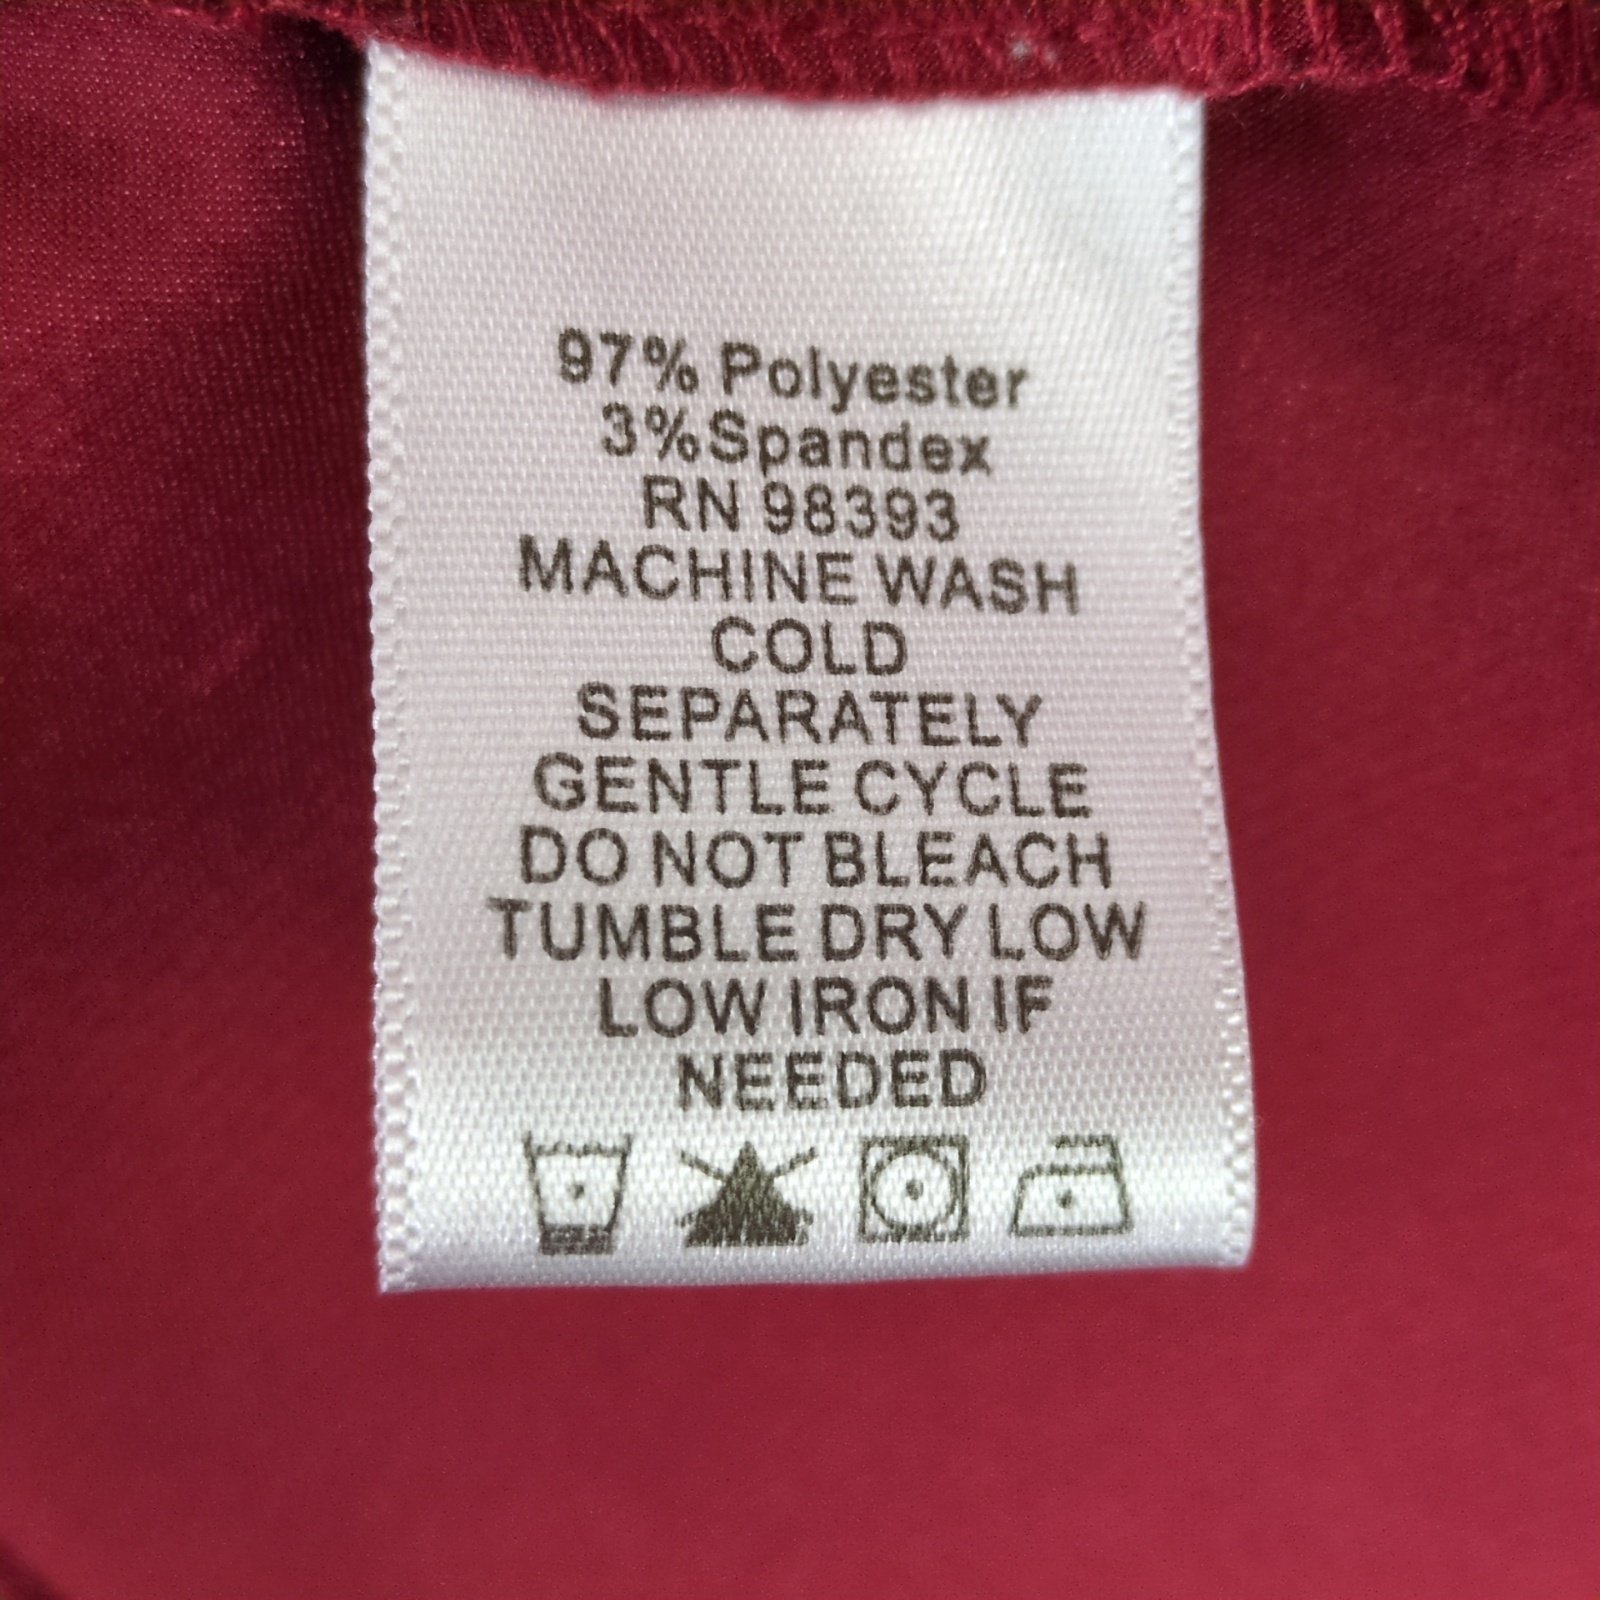 97% Polyester
3%Spandex
RN 98393
MACHINE WASH
COLD
SEPARATELY
GENTLE CYCLE
DO NOT BLEACH
TUMBLE DRY LOW
LOW IRON IF
NEEDED